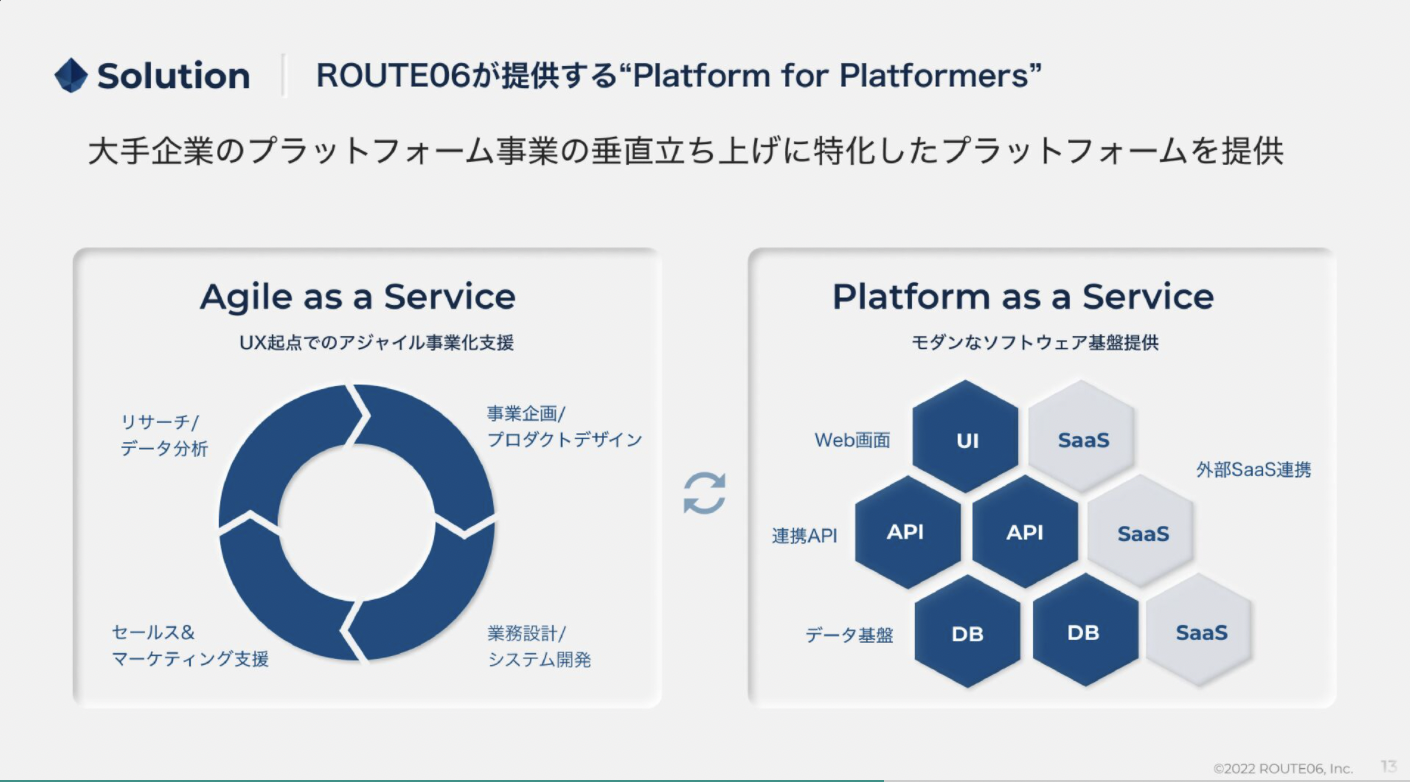 Solution
ROUTE06が提供する“Platform for Platformers”
大手企業のプラットフォーム事業の垂直立ち上げに特化したプラットフォームを提供
Agile as a Service
UX起点でのアジャイル事業化支援
リサーチ/
データ分析
事業企画/
プロダクトデザイン
セールス&
マーケティング支援
業務設計/
システム開発
Platform as a Service
モダンなソフトウェア基盤提供
Web画面
UI
SaaS
外部SaaS連携
連携API
API
API
SaaS
データ基盤
DB
DB
SaaS
©2022 ROUTE06, Inc.
13